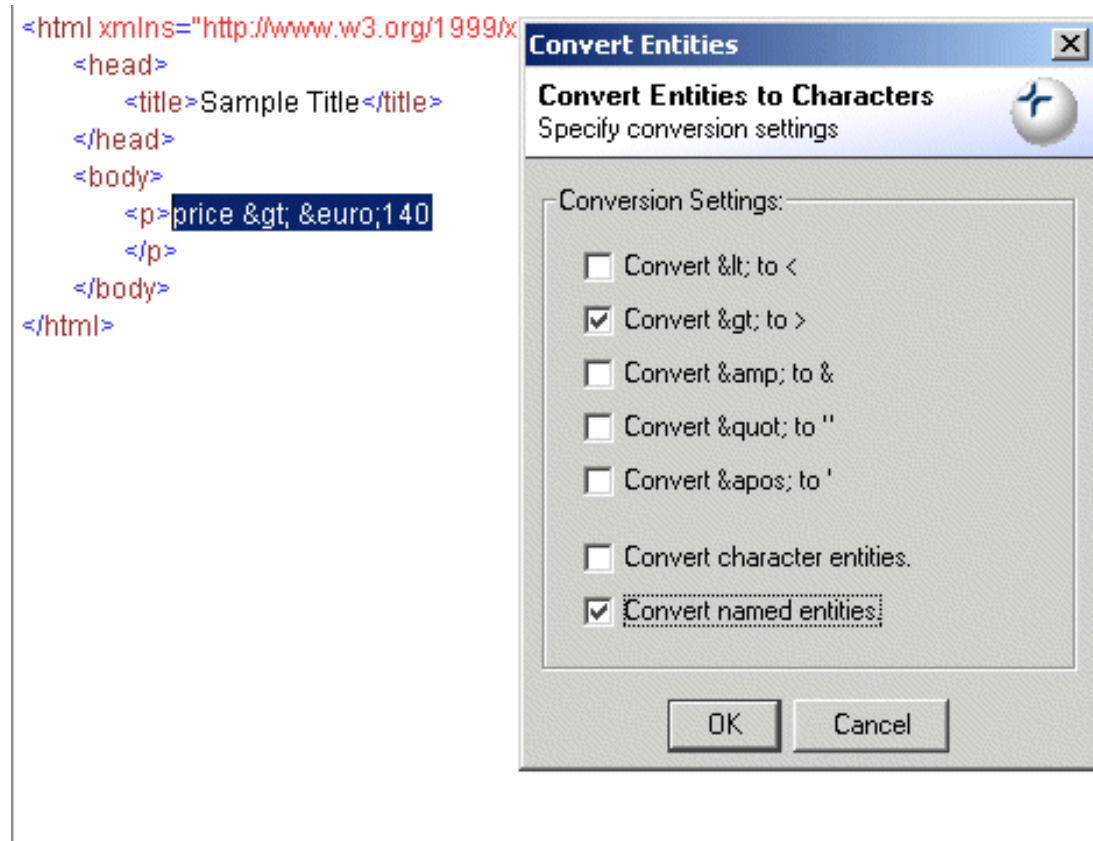 <html xmlns="http://www.w3.org/1999/x
<head>
<title>Sample Title</title>
</head>
<body>
<p>price &gt; &euro;140
</p>
</body>
</html>
Convert Entities
Convert Entities to Characters
Specify conversion settings
Conversion Settings:
Convert &lt; to <
Convert &gt; to >
Convert &amp; to &
Convert &quot; to "
Convert &apos; to '
Convert character entities.
Convert named entities.
OK Cancel